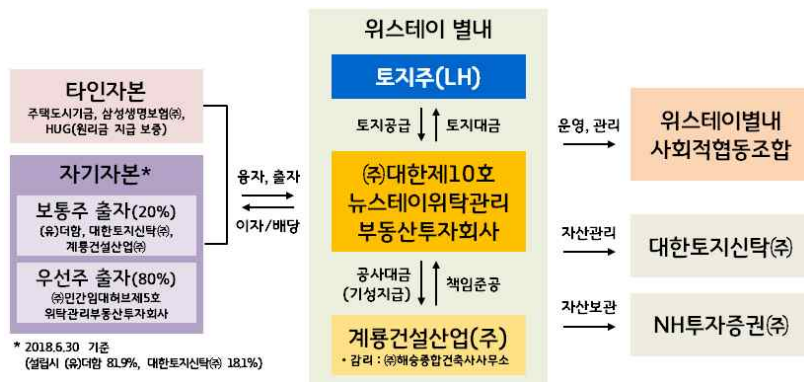 타인자본
주택도시기금, 삼성생명보험㈜,
HUG(원리금 지급 보증)
자기자본*
보통주 출자(20%)
(유)더함, 대한토지신탁㈜,
계룡건설산업㈜
우선주 출자(80%)
㈜민간임대허브제5호
위탁관리부동산투자회사
* 2018.6.30 기준
(설립시 (유)더함 81.9%, 대한토지신탁㈜ 18.1%)
융자, 출자
이자/배당
위스테이 별내
토지주(LH)
토지공급
토지대금
㈜대한제10호
뉴스테이위탁관리
부동산투자회사
공사대금
(기성지급)
책임준공
계룡건설산업(주)
・감리 : ㈜해승종합건축사사무소
운영, 관리
위스테이별내
사회적협동조합
자산관리
대한토지신탁㈜
자산보관
NH투자증권㈜